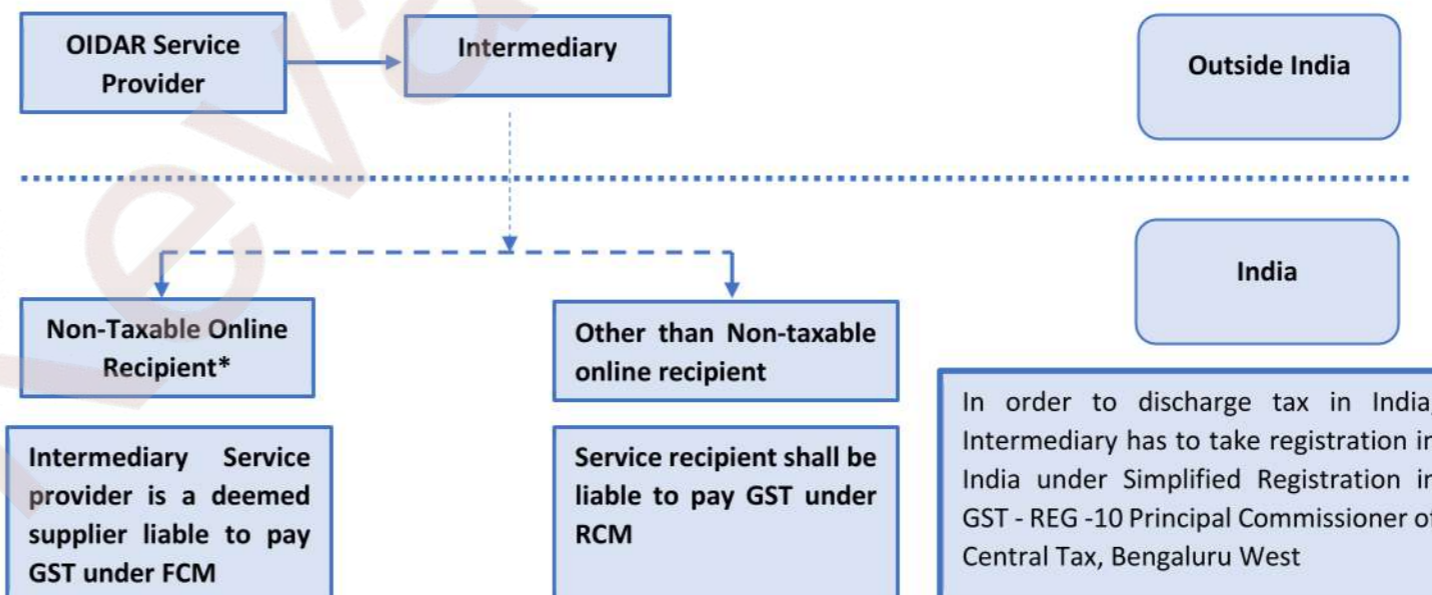 OIDAR Service
Provider
Intermediary
Outside India
India
Non-Taxable Online
Recipient*
Other than Non-taxable
online recipient
Intermediary Service
provider is a deemed
supplier liable to pay
GST under FCM
Service recipient shall be
liable to pay GST under
RCM
In order to discharge tax in India,
Intermediary has to take registration in
India under Simplified Registration in
GST - REG -10 Principal Commissioner of
Central Tax, Bengaluru West